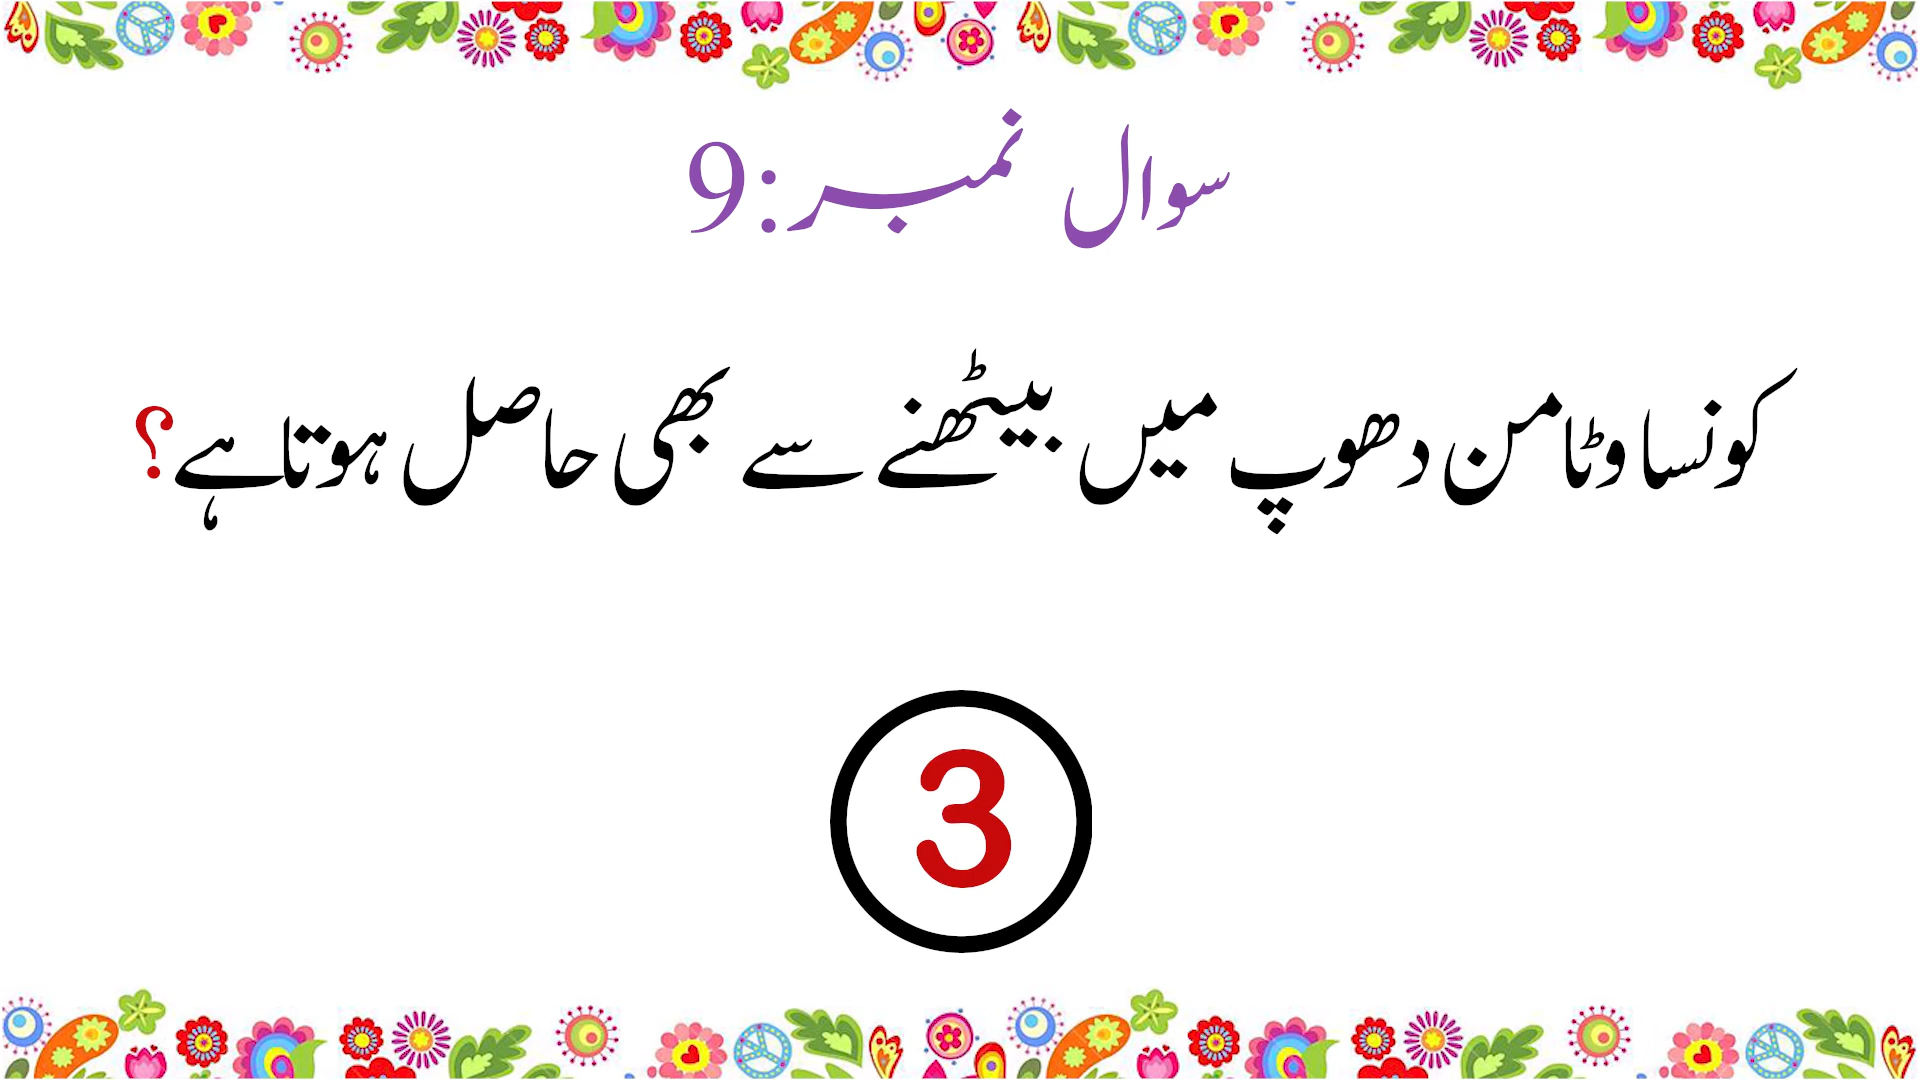 سوال نمبر:9
کونسا وٹامن دھوپ میں بیٹھنے سے بھی حاصل ہوتا ہے؟
3